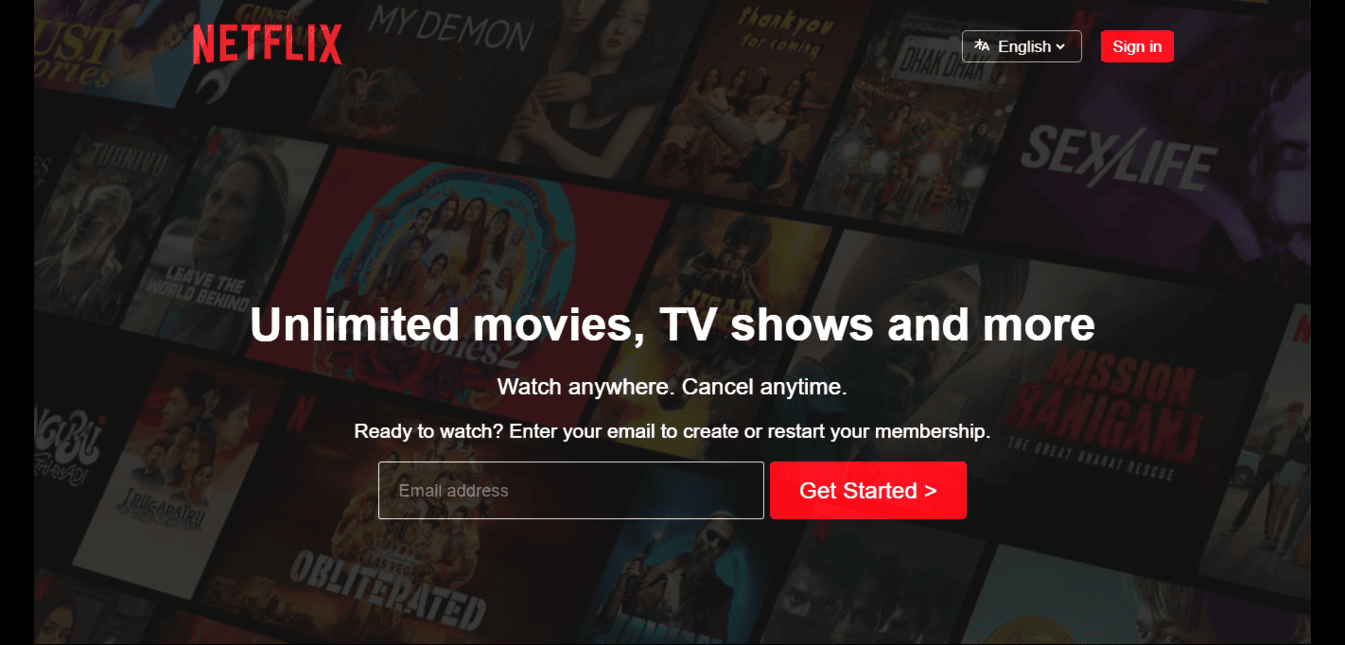 NETFLIX
English
Sign in
MY DEMON
thank you
for coming
DHAK DHAK
SEX/LIFE
THUNIVU
LEAVE THE
WORLD BEHIND
Unlimited movies, TV shows and more
Watch anywhere. Cancel anytime.
Ready to watch? Enter your email to create or restart your membership.
Email address
Get Started >
MISSION
RANIGANJ
THE GREAT BHARAT RESCUE
IRUGAPATRU
LAS VEGAS
OBLITERATED